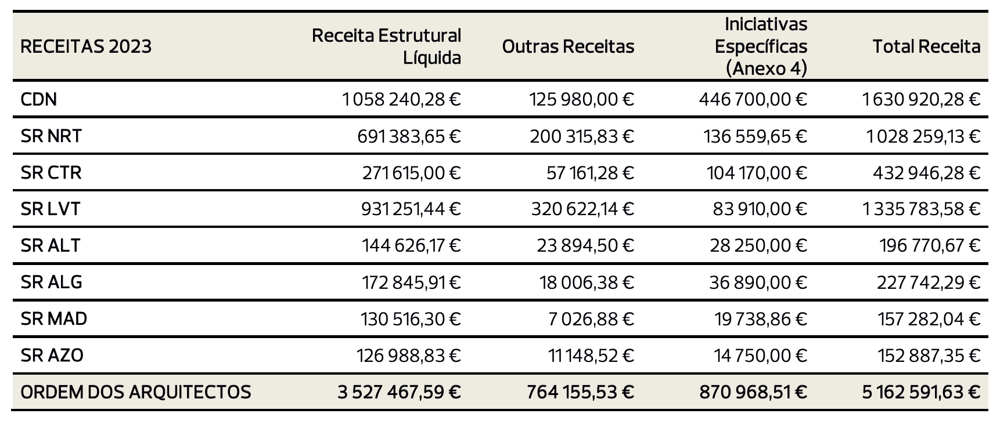 RECEITAS 2023 Receita Estrutural Líquida Outras Receitas Iniciativas Específicas (Anexo 4) Total Receita
CDN 1 058 240,28 € 125 980,00 € 446 700,00 € 1 630 920,28 €
SR NRT 691 383,65 € 200 315,83 € 136 559,65 € 1 028 259,13 €
SR CTR 271 615,00 € 57 161,28 € 104 170,00 € 432 946,28 €
SR LVT 931 251,44 € 320 622,14 € 83 910,00 € 1 335 783,58 €
SR ALT 144 626,17 € 23 894,50 € 28 250,00 € 196 770,67 €
SR ALG 172 845,91 € 18 006,38 € 36 890,00 € 227 742,29 €
SR MAD 130 516,30 € 7 026,88 € 19 738,86 € 157 282,04 €
SR AZO 126 988,83 € 11 148,52 € 14 750,00 € 152 887,35 €
ORDEM DOS ARQUITECTOS 3 527 467,59 € 764 155,53 € 870 968,51 € 5 162 591,63 €